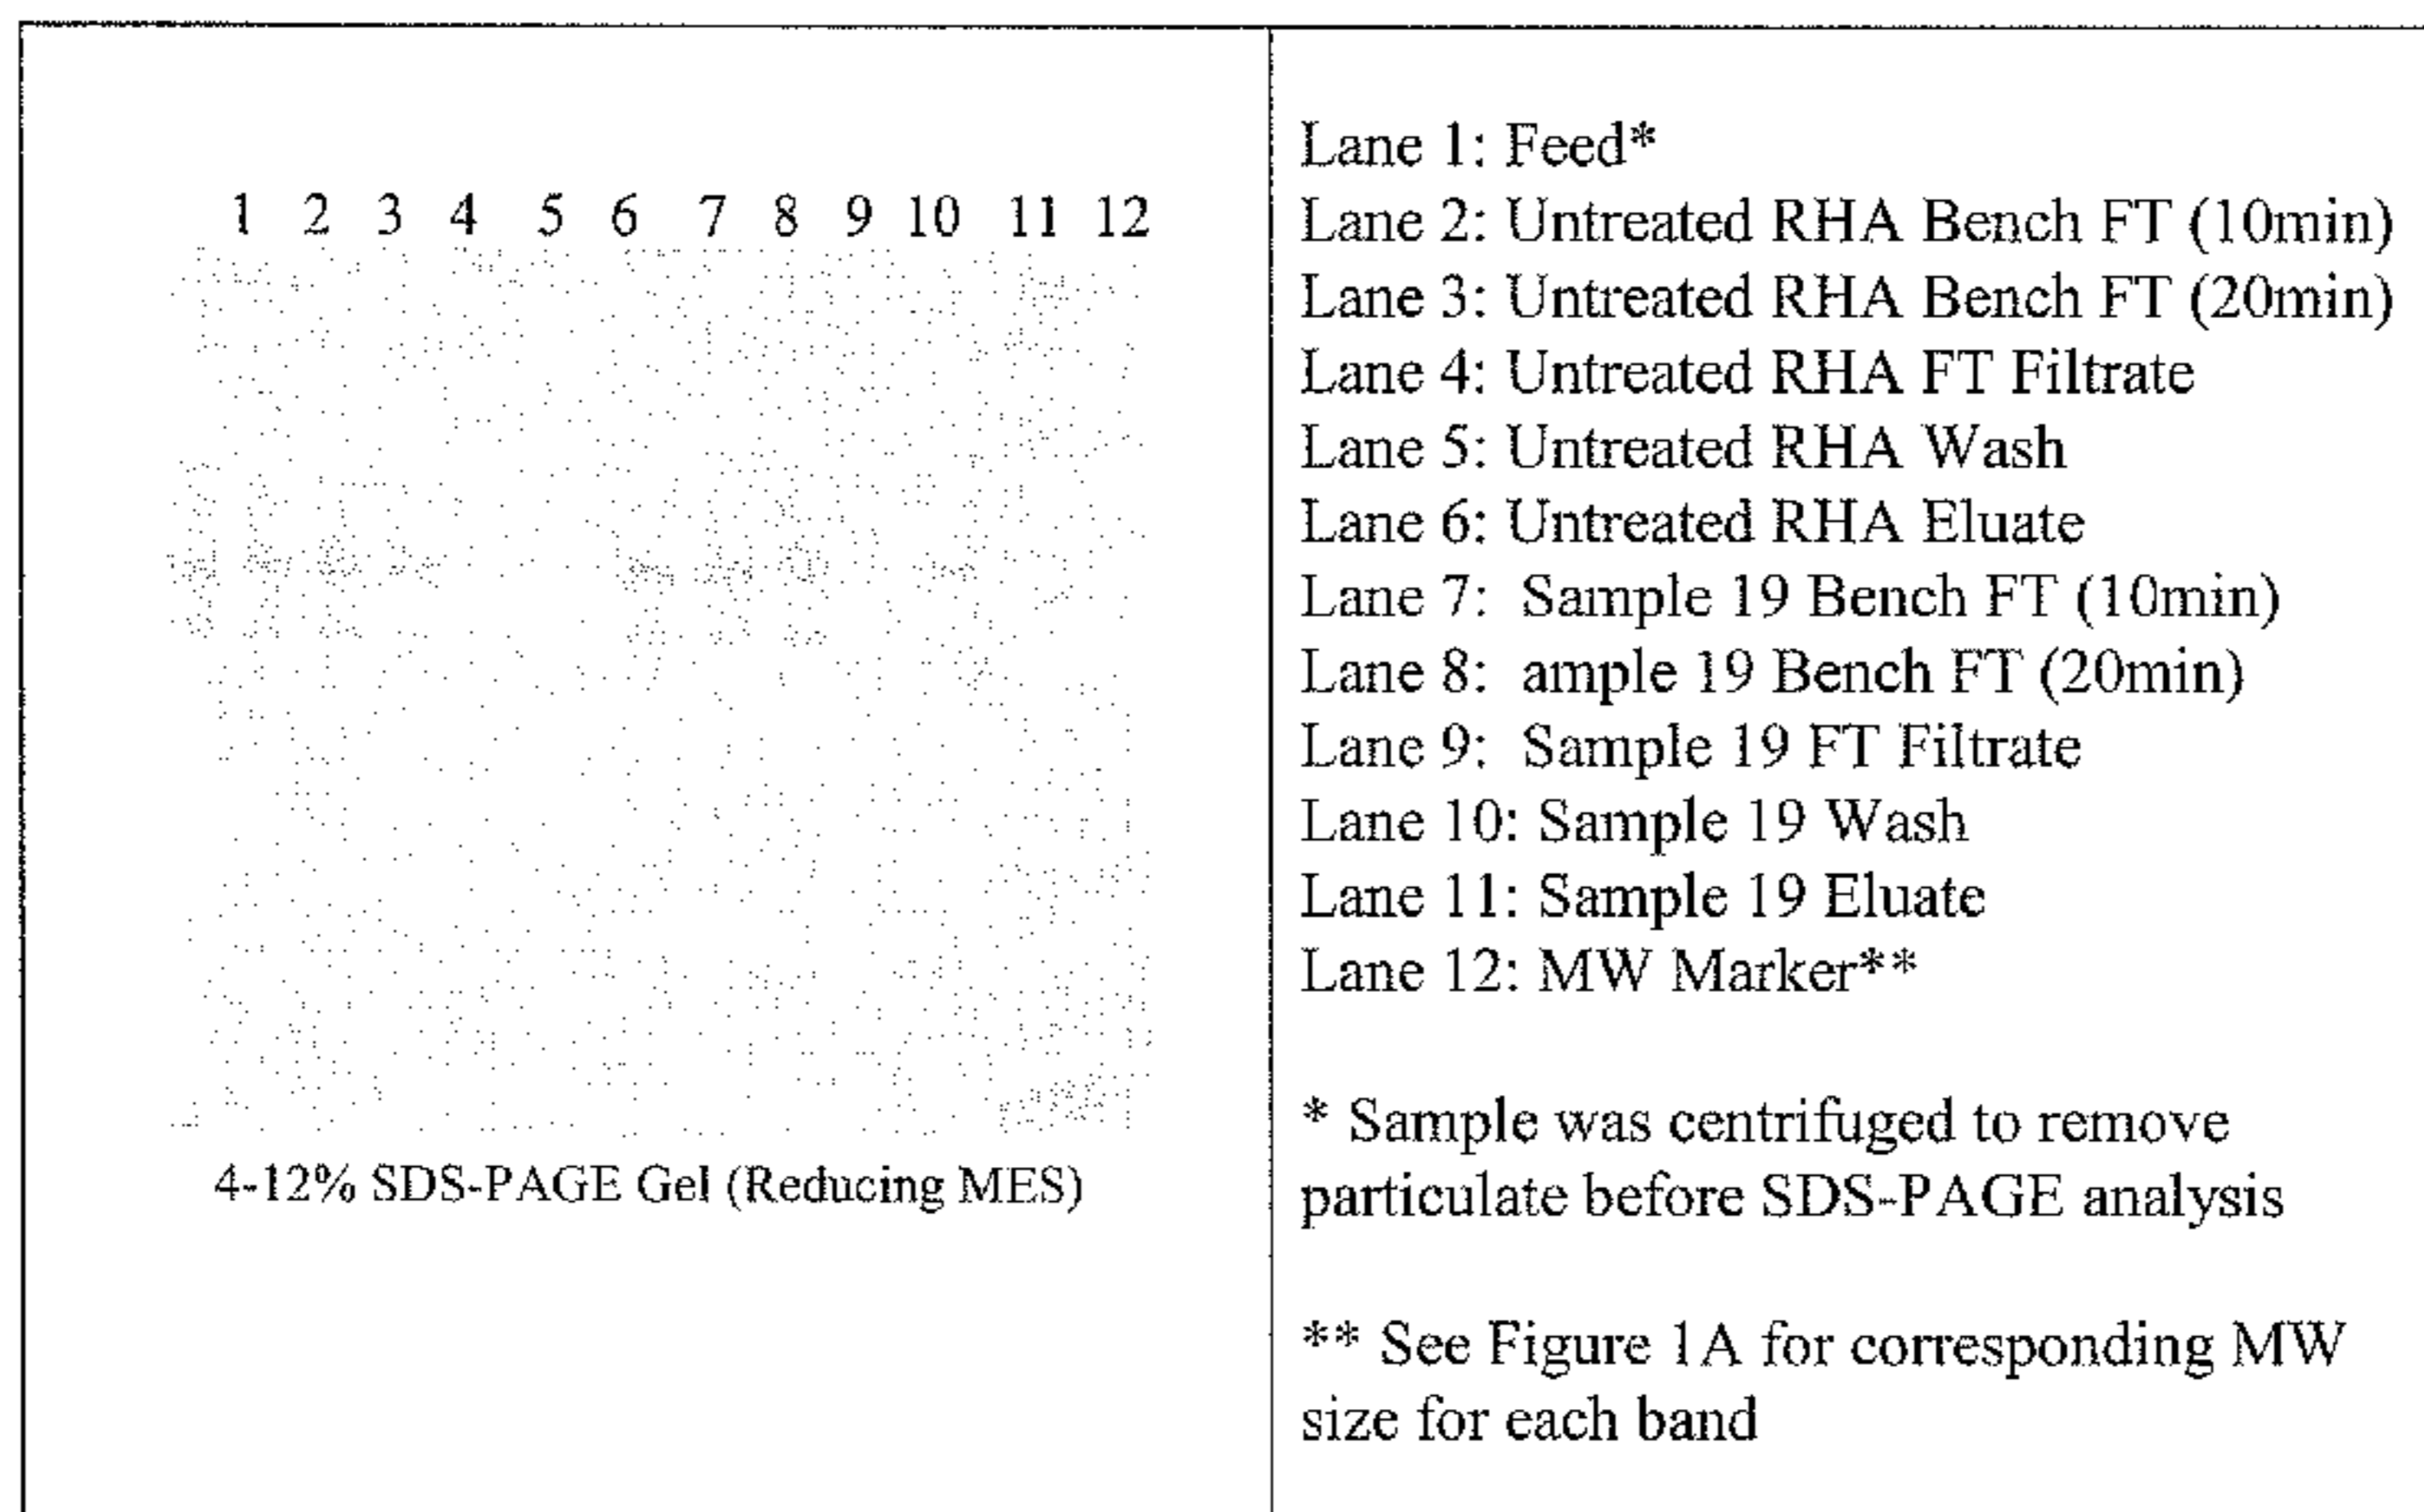 1 2 3 4 5 6 7 8 9 10 11 12
4-12% SDS-PAGE Gel (Reducing MES)
Lane 1: Feed*
Lane 2: Untreated RHA Bench FT (10min)
Lane 3: Untreated RHA Bench FT (20min)
Lane 4: Untreated RHA FT Filtrate
Lane 5: Untreated RHA Wash
Lane 6: Untreated RHA Eluate
Lane 7: Sample 19 Bench FT (10min)
Lane 8: ample 19 Bench FT (20min)
Lane 9: Sample 19 FT Filtrate
Lane 10: Sample 19 Wash
Lane 11: Sample 19 Eluate
Lane 12: MW Marker**
* Sample was centrifuged to remove
particulate before SDS-PAGE analysis
** See Figure 1A for corresponding MW
size for each band